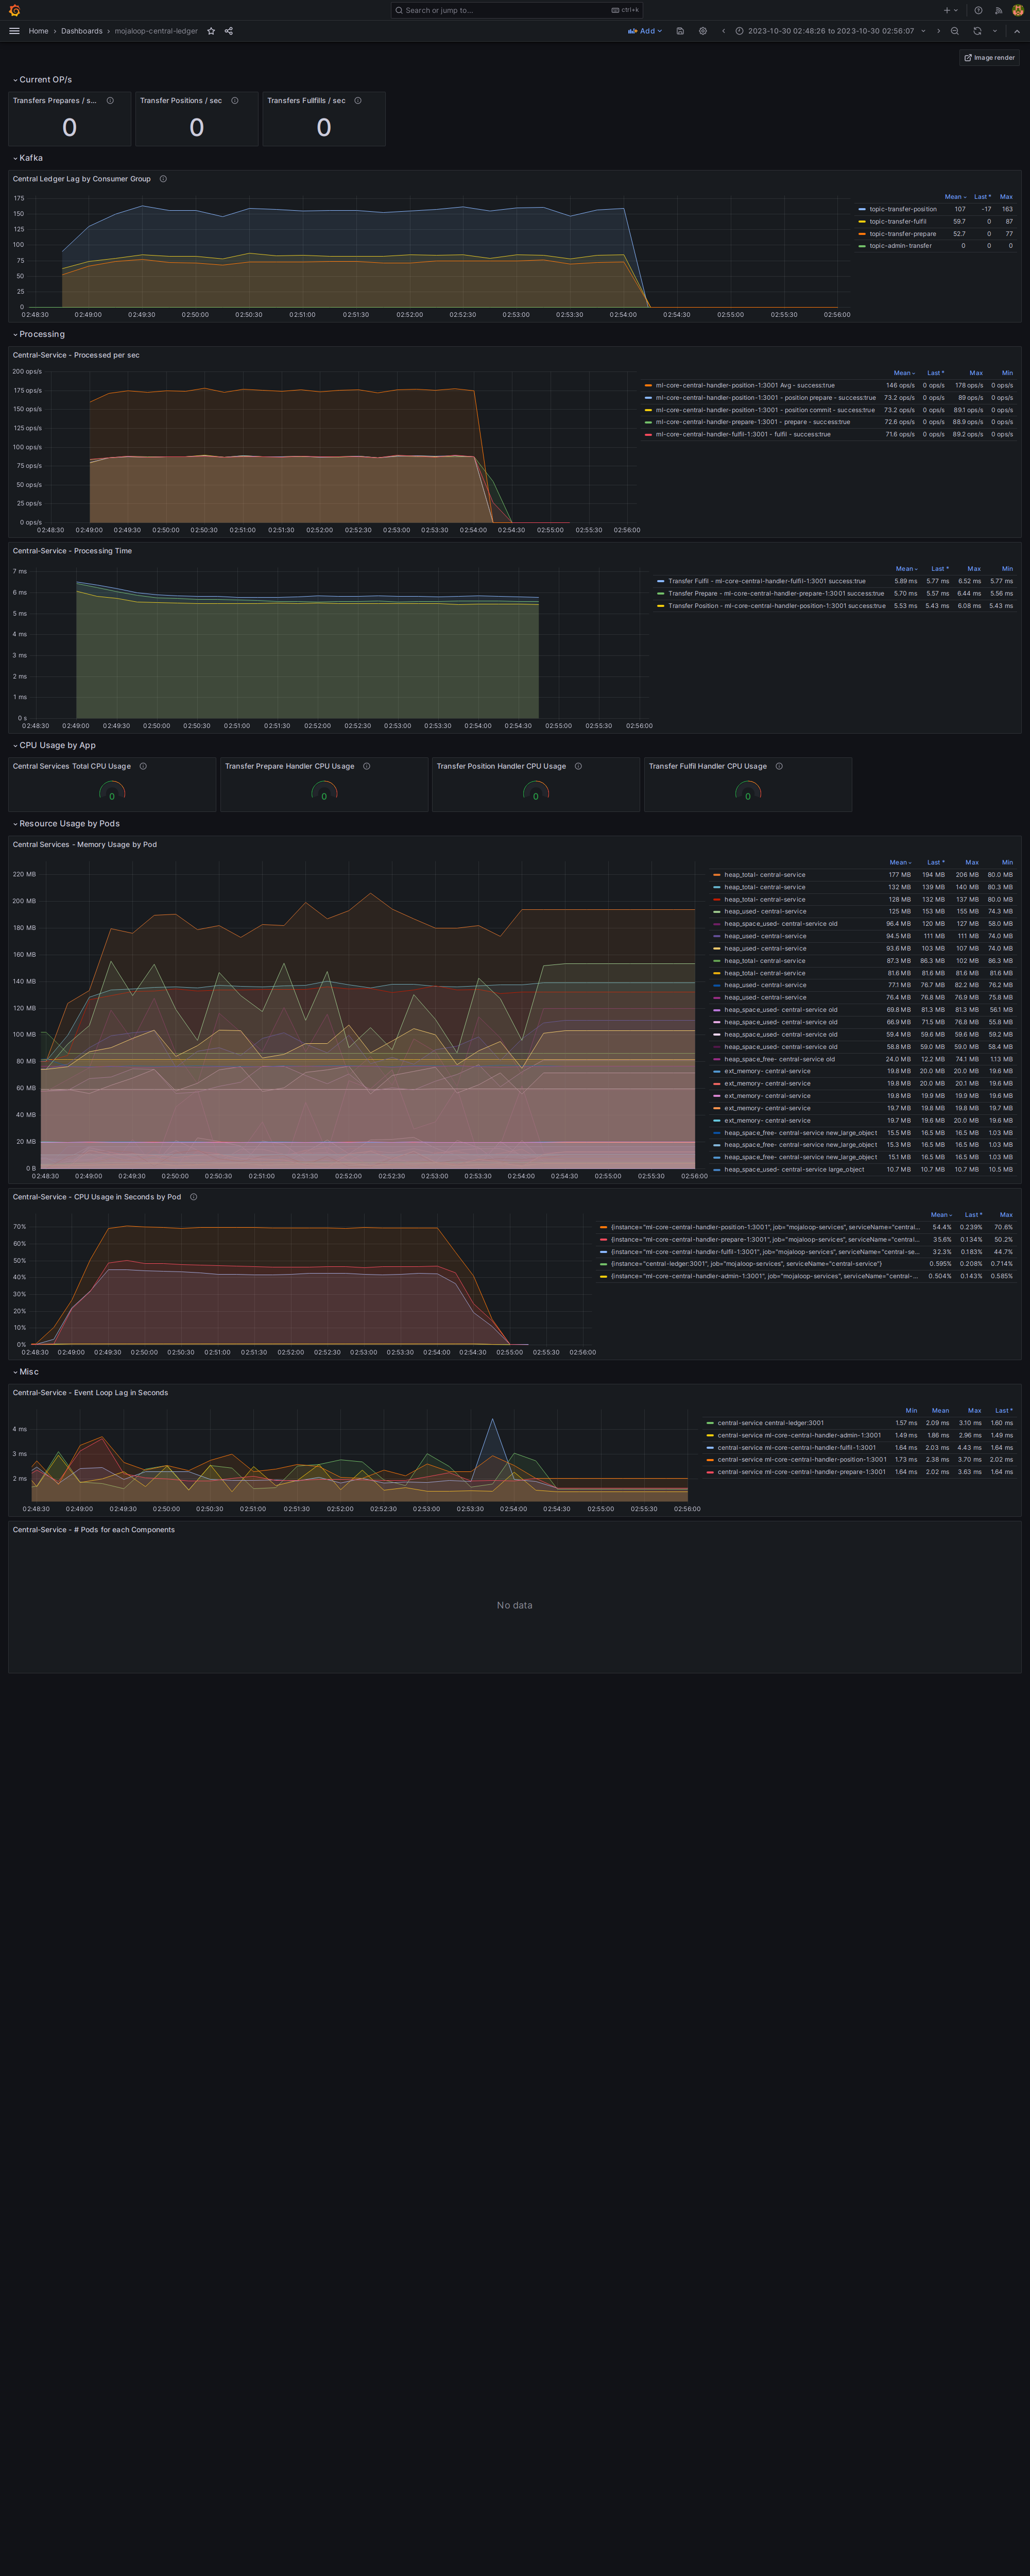 Search or jump to...
ctrl+k
Home › Dashboards › mojaloop-central-ledger
Add
2023-10-30 02:48:26 to 2023-10-30 02:56:07
Image render
Current OP/s
Transfers Prepares / s...
0
Transfer Positions / sec
0
Transfers Fullfills / sec
0
Kafka
Central Ledger Lag by Consumer Group
175
150
125
100
75
50
25
0
02:48:30 02:49:00 02:49:30 02:50:00 02:50:30 02:51:00 02:51:30 02:52:00 02:52:30 02:53:00 02:53:30 02:54:00 02:54:30 02:55:00 02:55:30 02:56:00
Mean Last * Max
topic-transfer-position 107 -17 163
topic-transfer-fulfil 59.7 0 87
topic-transfer-prepare 52.7 0 77
topic-admin-transfer 0 0 0
Processing
Central-Service - Processed per sec
200 ops/s
175 ops/s
150 ops/s
125 ops/s
100 ops/s
75 ops/s
50 ops/s
25 ops/s
0 ops/s
02:48:30 02:49:00 02:49:30 02:50:00 02:50:30 02:51:00 02:51:30 02:52:00 02:52:30 02:53:00 02:53:30 02:54:00 02:54:30 02:55:00 02:55:30 02:56:00
Mean Last * Max Min
ml-core-central-handler-position-1:3001 Avg - success:true 146 ops/s 0 ops/s 178 ops/s 0 ops/s
ml-core-central-handler-position-1:3001 - position prepare - success:true 73.2 ops/s 0 ops/s 89 ops/s 0 ops/s
ml-core-central-handler-position-1:3001 - position commit - success:true 73.2 ops/s 0 ops/s 89.1 ops/s 0 ops/s
ml-core-central-handler-prepare-1:3001 - prepare - success:true 72.6 ops/s 0 ops/s 88.9 ops/s 0 ops/s
ml-core-central-handler-fulfil-1:3001 - fulfil - success:true 71.6 ops/s 0 ops/s 89.2 ops/s 0 ops/s
Central-Service - Processing Time
7 ms
6 ms
5 ms
4 ms
3 ms
2 ms
1 ms
0 s
02:48:30 02:49:00 02:49:30 02:50:00 02:50:30 02:51:00 02:51:30 02:52:00 02:52:30 02:53:00 02:53:30 02:54:00 02:54:30 02:55:00 02:55:30 02:56:00
Mean Last * Max Min
Transfer Fulfil - ml-core-central-handler-fulfil-1:3001 success:true 5.89 ms 5.77 ms 6.52 ms 5.77 ms
Transfer Prepare - ml-core-central-handler-prepare-1:3001 success:true 5.70 ms 5.57 ms 6.44 ms 5.56 ms
Transfer Position - ml-core-central-handler-position-1:3001 success:true 5.53 ms 5.43 ms 6.08 ms 5.43 ms
CPU Usage by App
Central Services Total CPU Usage
0
Transfer Prepare Handler CPU Usage
0
Transfer Position Handler CPU Usage
0
Transfer Fulfil Handler CPU Usage
0
Resource Usage by Pods
Central Services - Memory Usage by Pod
220 MB
200 MB
180 MB
160 MB
140 MB
120 MB
100 MB
80 MB
60 MB
40 MB
20 MB
0 B
02:48:30 02:49:00 02:49:30 02:50:00 02:50:30 02:51:00 02:51:30 02:52:00 02:52:30 02:53:00 02:53:30 02:54:00 02:54:30 02:55:00 02:55:30 02:56:00
Mean Last * Max Min
heap_total- central-service 177 MB 194 MB 206 MB 80.0 MB
heap_total- central-service 132 MB 139 MB 140 MB 80.3 MB
heap_total- central-service 128 MB 132 MB 137 MB 80.0 MB
heap_used- central-service 125 MB 153 MB 155 MB 74.3 MB
heap_space_used- central-service old 96.4 MB 120 MB 127 MB 58.0 MB
heap_used- central-service 94.5 MB 111 MB 111 MB 74.0 MB
heap_used- central-service 93.6 MB 103 MB 107 MB 74.0 MB
heap_total- central-service 87.3 MB 86.3 MB 102 MB 86.3 MB
heap_total- central-service 81.6 MB 81.6 MB 81.6 MB 81.6 MB
heap_used- central-service 77.1 MB 76.7 MB 82.2 MB 76.2 MB
heap_used- central-service 76.4 MB 76.8 MB 76.9 MB 75.8 MB
heap_space_used- central-service old 69.8 MB 81.3 MB 81.3 MB 56.1 MB
heap_space_used- central-service old 66.9 MB 71.5 MB 76.8 MB 55.8 MB
heap_space_used- central-service old 59.4 MB 59.6 MB 59.6 MB 59.2 MB
heap_space_used- central-service old 58.8 MB 59.0 MB 59.0 MB 58.4 MB
heap_space_free- central-service old 24.0 MB 12.2 MB 74.1 MB 1.13 MB
ext_memory- central-service 19.8 MB 20.0 MB 20.0 MB 19.6 MB
ext_memory- central-service 19.8 MB 20.0 MB 20.1 MB 19.6 MB
ext_memory- central-service 19.8 MB 19.9 MB 19.9 MB 19.6 MB
ext_memory- central-service 19.7 MB 19.8 MB 19.8 MB 19.7 MB
ext_memory- central-service 19.7 MB 19.6 MB 20.0 MB 19.6 MB
heap_space_free- central-service new_large_object 15.5 MB 16.5 MB 16.5 MB 1.03 MB
heap_space_free- central-service new_large_object 15.3 MB 16.5 MB 16.5 MB 1.03 MB
heap_space_free- central-service new_large_object 15.1 MB 16.5 MB 16.5 MB 1.03 MB
heap_space_used- central-service large_object 10.7 MB 10.7 MB 10.7 MB 10.5 MB
Central-Service - CPU Usage in Seconds by Pod
70%
60%
50%
40%
30%
20%
10%
0%
02:48:30 02:49:00 02:49:30 02:50:00 02:50:30 02:51:00 02:51:30 02:52:00 02:52:30 02:53:00 02:53:30 02:54:00 02:54:30 02:55:00 02:55:30 02:56:00
Mean Last * Max
{instance="ml-core-central-handler-position-1:3001", job="mojaloop-services", serviceName="central... 54.4% 0.239% 70.6%
{instance="ml-core-central-handler-prepare-1:3001", job="mojaloop-services", serviceName="central... 35.6% 0.134% 50.2%
{instance="ml-core-central-handler-fulfil-1:3001", job="mojaloop-services", serviceName="central-se... 32.3% 0.183% 44.7%
{instance="central-ledger:3001", job="mojaloop-services", serviceName="central-service"} 0.595% 0.208% 0.714%
{instance="ml-core-central-handler-admin-1:3001", job="mojaloop-services", serviceName="central-... 0.504% 0.143% 0.585%
Misc
Central-Service - Event Loop Lag in Seconds
4 ms
3 ms
2 ms
02:48:30 02:49:00 02:49:30 02:50:00 02:50:30 02:51:00 02:51:30 02:52:00 02:52:30 02:53:00 02:53:30 02:54:00 02:54:30 02:55:00 02:55:30 02:56:00
Min Mean Max Last *
central-service central-ledger:3001 1.57 ms 2.09 ms 3.10 ms 1.60 ms
central-service ml-core-central-handler-admin-1:3001 1.49 ms 1.86 ms 2.96 ms 1.49 ms
central-service ml-core-central-handler-fulfil-1:3001 1.64 ms 2.03 ms 4.43 ms 1.64 ms
central-service ml-core-central-handler-position-1:3001 1.73 ms 2.38 ms 3.70 ms 2.02 ms
central-service ml-core-central-handler-prepare-1:3001 1.64 ms 2.02 ms 3.63 ms 1.64 ms
Central-Service - # Pods for each Components
No data